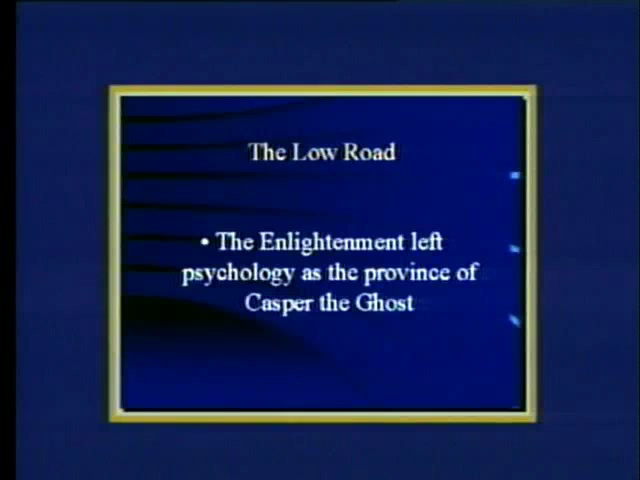 The Low Road
• The Enlightenment left
psychology as the province of
Casper the Ghost